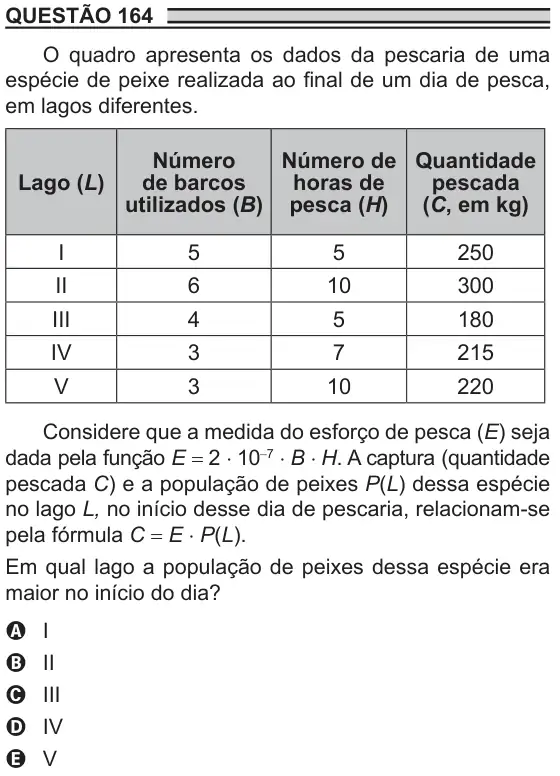 QUESTÃO 164
O quadro apresenta os dados da pescaria de uma
espécie de peixe realizada ao final de um dia de pesca,
em lagos diferentes.
Lago (L)
Número
de barcos
utilizados (B)
Número de
horas de
pesca (H)
Quantidade
pescada
(C, em kg)
I 5 5 250
II 6 10 300
III 4 5 180
IV 3 7 215
V 3 10 220
Considere que a medida do esforço de pesca (E) seja
dada pela função E = 2 · 10⁻⁷ · B · H. A captura (quantidade
pescada C) e a população de peixes P(L) dessa espécie
no lago L, no início desse dia de pescaria, relacionam-se
pela fórmula C = E · P(L).
Em qual lago a população de peixes dessa espécie era
maior no início do dia?
A I
B II
C III
D IV
E V